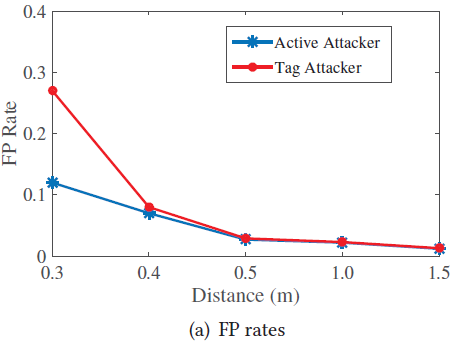 0.4
0.3
0.2
0.1
0
FP Rate
Active Attacker
Tag Attacker
0.3 0.4 0.5 1.0 1.5
Distance (m)
(a) FP rates